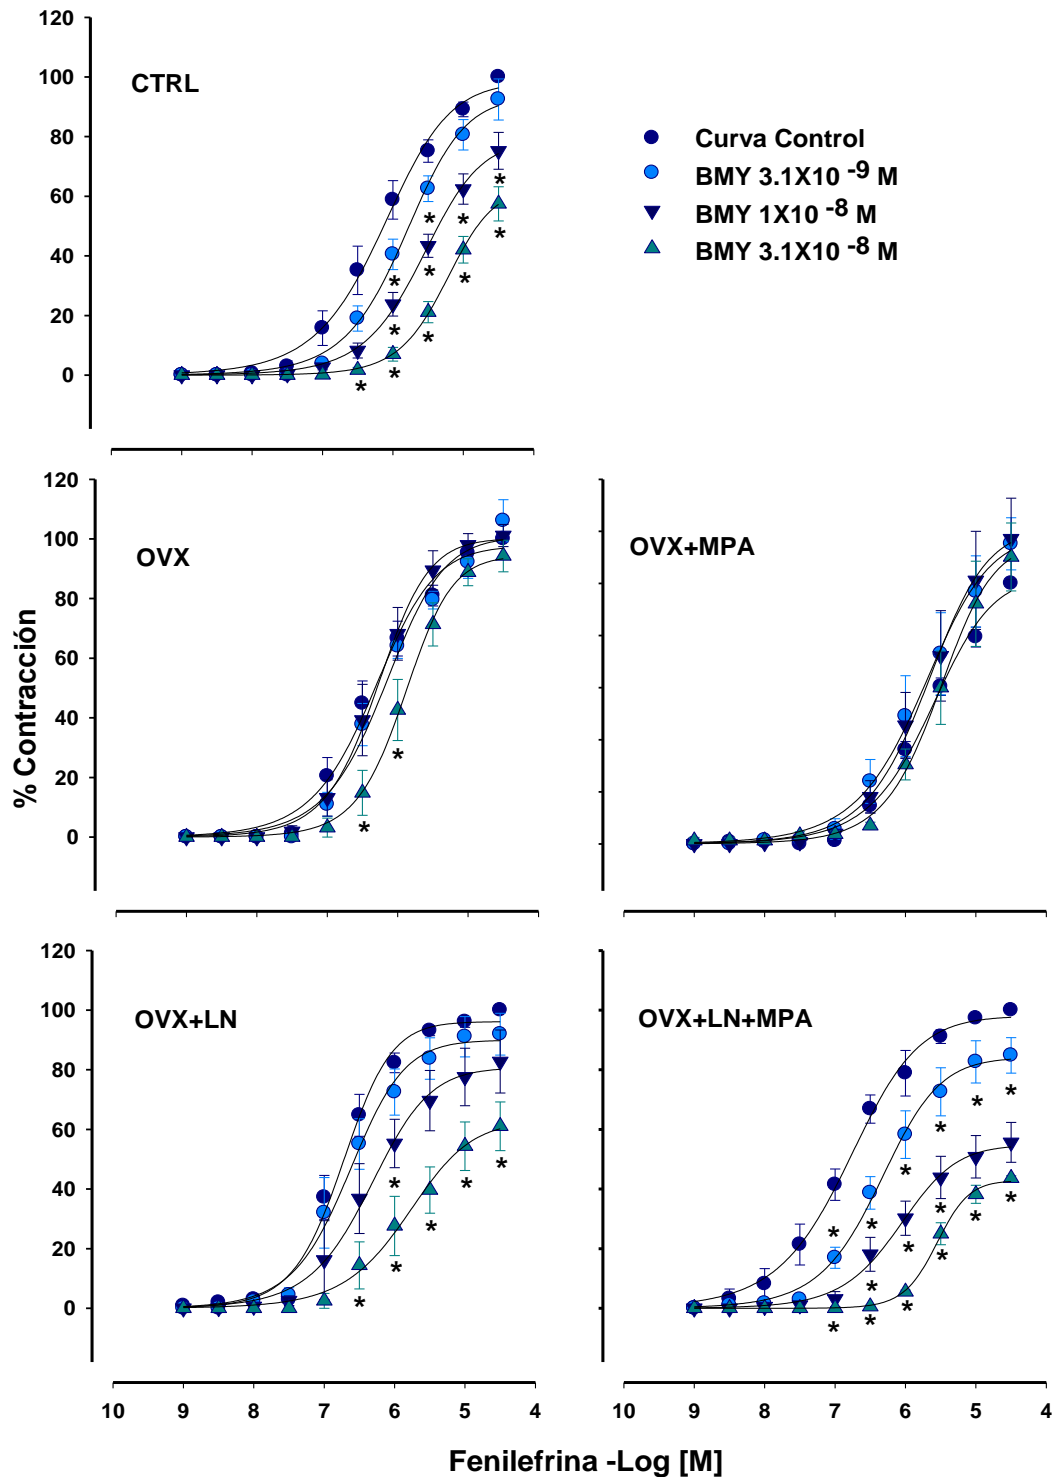 120
100
CTRL
80
60
40
20
0
Curva Control
BMY 3.1X10 -9 M
BMY 1X10 -8 M
BMY 3.1X10 -8 M
* * * *
* * *
* * *
* *
% Contracción
120
100
OVX
80
60
40
20
0
* *
OVX+MPA
120
100
OVX+LN
80
60
40
20
0
* * * * * *
OVX+LN+MPA
* * * * * * * * * * * * * * * *
10 9 8 7 6 5 4
10 9 8 7 6 5 4
Fenilefrina -Log [M]